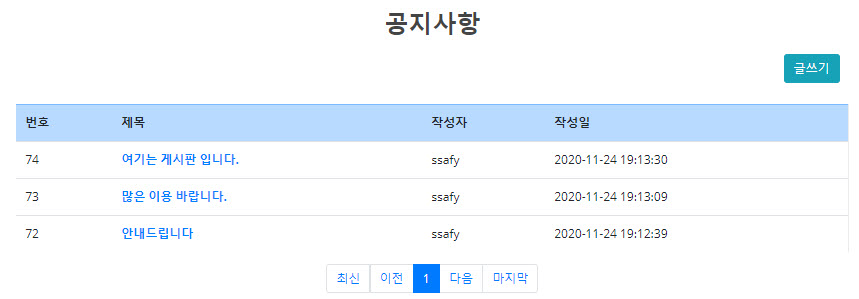 공지사항
글쓰기
번호 제목 작성자 작성일
74 여기는 게시판 입니다. ssafy 2020-11-24 19:13:30
73 많은 이용 바랍니다. ssafy 2020-11-24 19:13:09
72 안내드립니다 ssafy 2020-11-24 19:12:39
최신 이전 1 다음 마지막